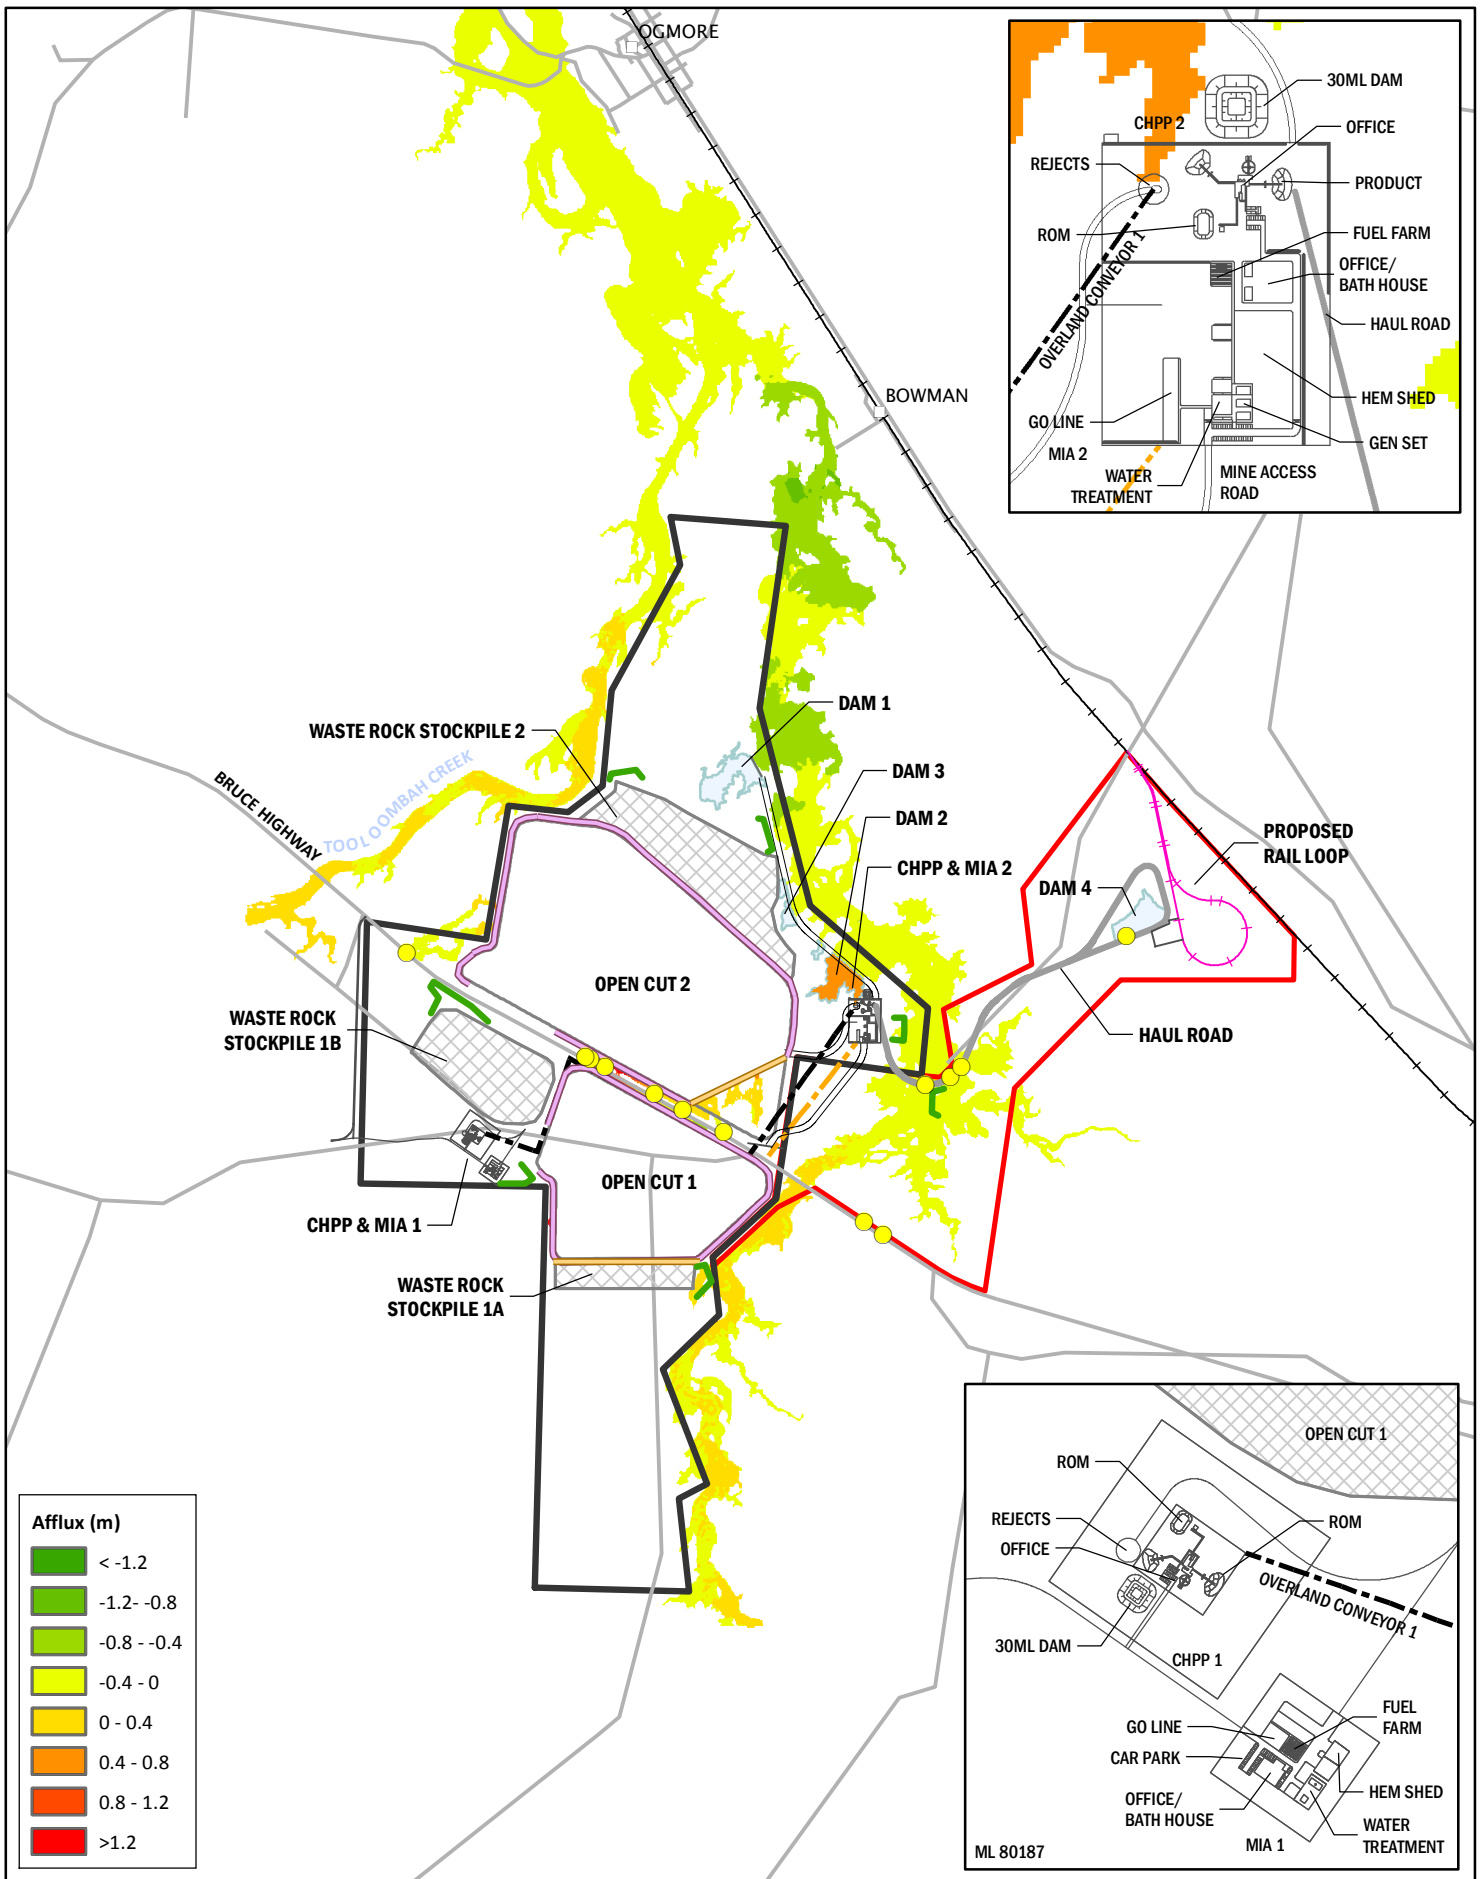 OGMORE
BOWMAN
30ML DAM
CHPP 2
OFFICE
REJECTS
PRODUCT
ROM
FUEL FARM
OFFICE/
BATH HOUSE
OVERLAND CONVEYOR 1
HAUL ROAD
HEM SHED
GO LINE
GEN SET
MIA 2
WATER
TREATMENT
MINE ACCESS
ROAD
WASTE ROCK STOCKPILE 2
DAM 1
BRUCE HIGHWAY
TOOLOOMBAH CREEK
DAM 3
DAM 2
CHPP & MIA 2
PROPOSED
RAIL LOOP
DAM 4
OPEN CUT 2
WASTE ROCK
STOCKPILE 1B
HAUL ROAD
OPEN CUT 1
CHPP & MIA 1
WASTE ROCK
STOCKPILE 1A
Afflux (m)
< -1.2
-1.2- -0.8
-0.8 - -0.4
-0.4 - 0
0 - 0.4
0.4 - 0.8
0.8 - 1.2
>1.2
OPEN CUT 1
ROM
REJECTS
ROM
OFFICE
OVERLAND CONVEYOR 1
30ML DAM
CHPP 1
FUEL
FARM
GO LINE
CAR PARK
OFFICE/
BATH HOUSE
HEM SHED
WATER
TREATMENT
MIA 1
ML 80187